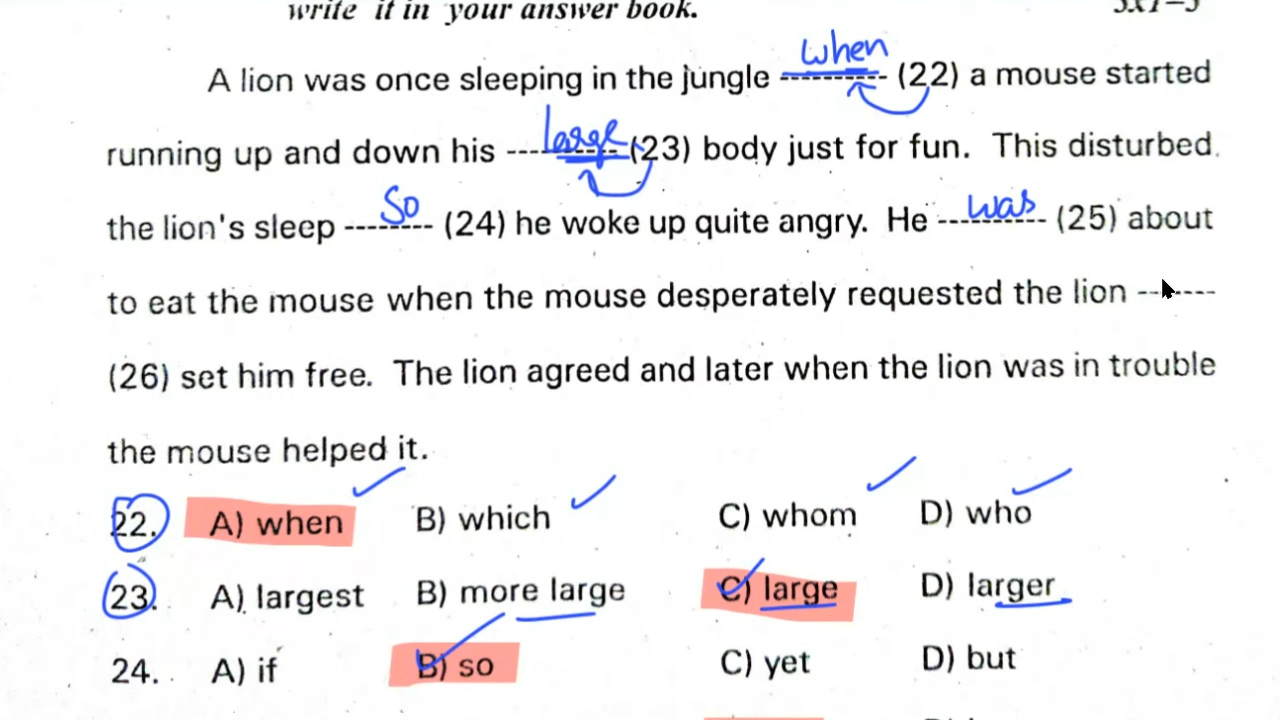 write it in your answer book. 5x1=5
when
A lion was once sleeping in the jungle ---------- (22) a mouse started
large
running up and down his ---------- (23) body just for fun. This disturbed
So was
the lion's sleep -------- (24) he woke up quite angry. He ---------- (25) about
to eat the mouse when the mouse desperately requested the lion -------
(26) set him free. The lion agreed and later when the lion was in trouble
the mouse helped it.
22. A) when B) which C) whom D) who
23. A) largest B) more large C) large D) larger
24. A) if B) so C) yet D) but